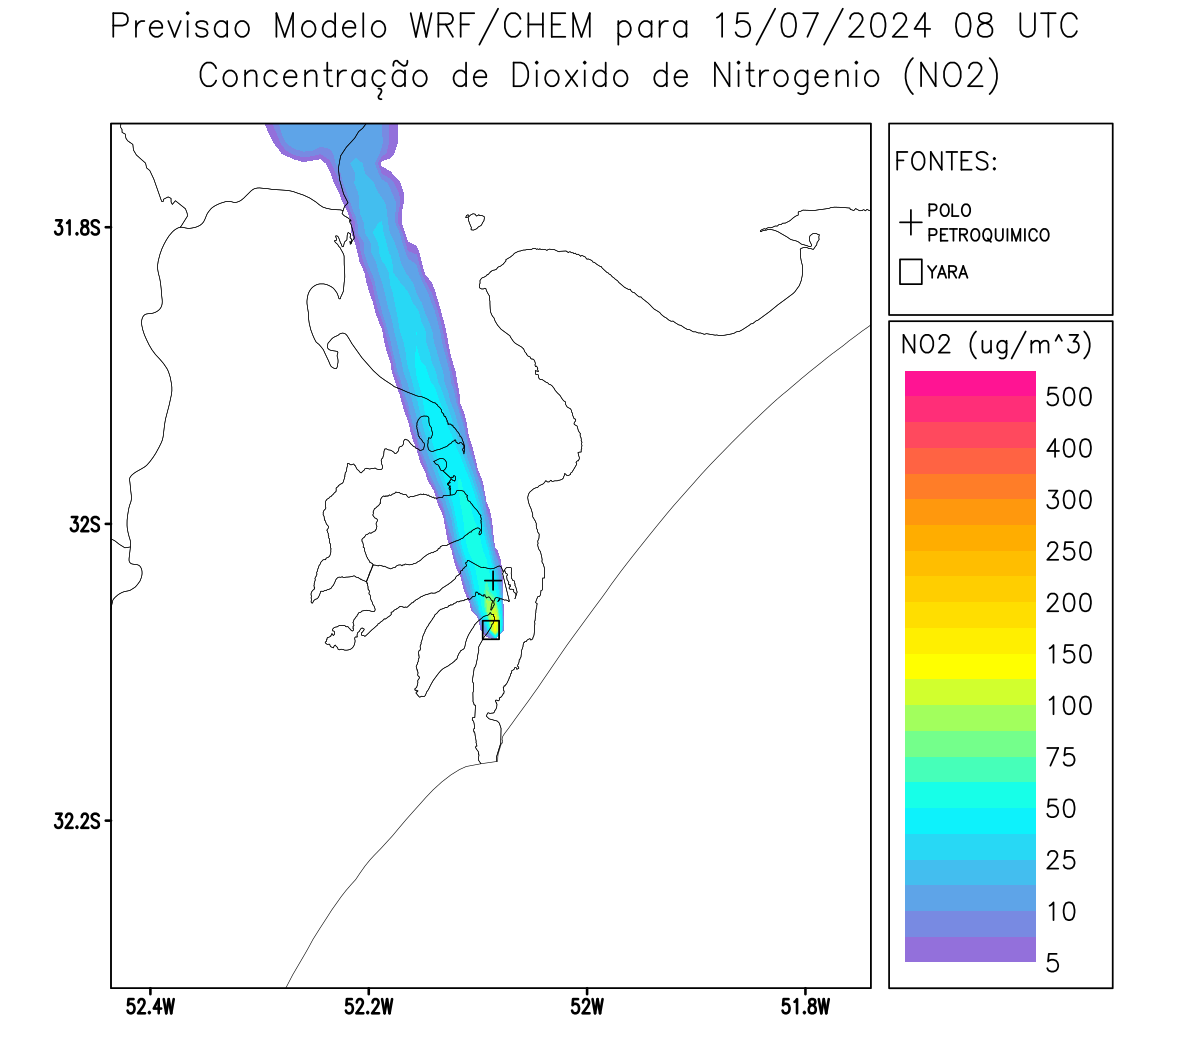 Previsao Modelo WRF/CHEM para 15/07/2024 08 UTC
Concentração de Dioxido de Nitrogenio (NO2)
FONTES:
POLO
PETROQUIMICO
YARA
NO2 (ug/m^3)
500
400
300
250
200
150
100
75
50
25
10
5
31.8S
32S
32.2S
52.4W
52.2W
52W
51.8W